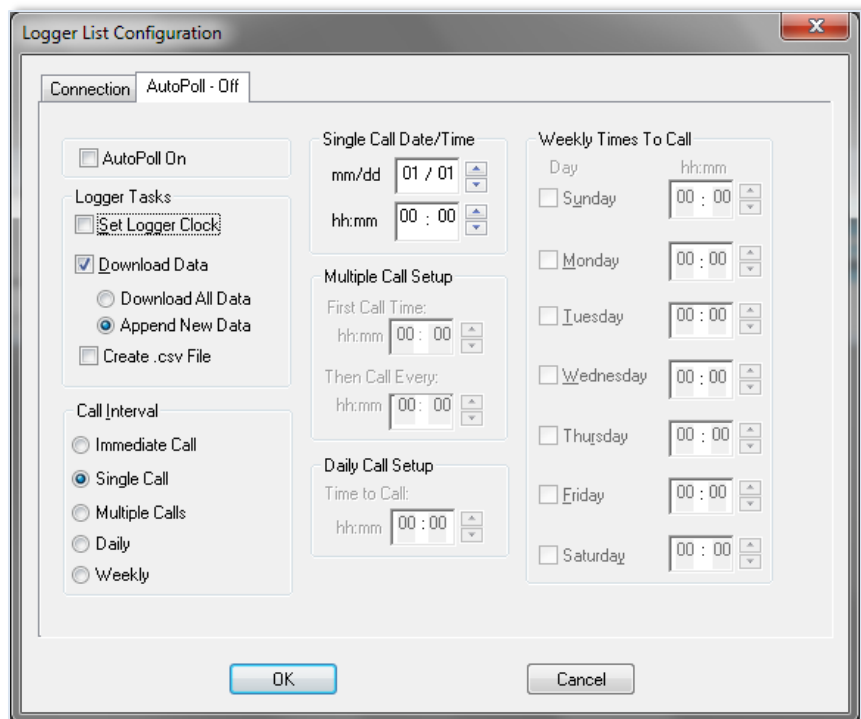 Logger List Configuration
Connection
AutoPoll - Off
AutoPoll On
Logger Tasks
Set Logger Clock
Download Data
Download All Data
Append New Data
Create .csv File
Call Interval
Immediate Call
Single Call
Multiple Calls
Daily
Weekly
Single Call Date/Time
mm/dd 01 / 01
hh:mm 00 : 00
Multiple Call Setup
First Call Time:
hh:mm 00 : 00
Then Call Every:
hh:mm 00 : 00
Daily Call Setup
Time to Call:
hh:mm 00 : 00
Weekly Times To Call
Day hh:mm
Sunday 00 : 00
Monday 00 : 00
Tuesday 00 : 00
Wednesday 00 : 00
Thursday 00 : 00
Friday 00 : 00
Saturday 00 : 00
OK
Cancel